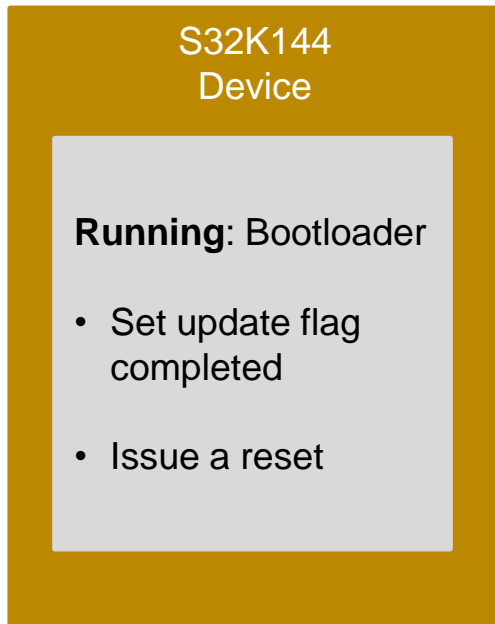 S32K144
Device
Running: Bootloader
• Set update flag
completed
• Issue a reset